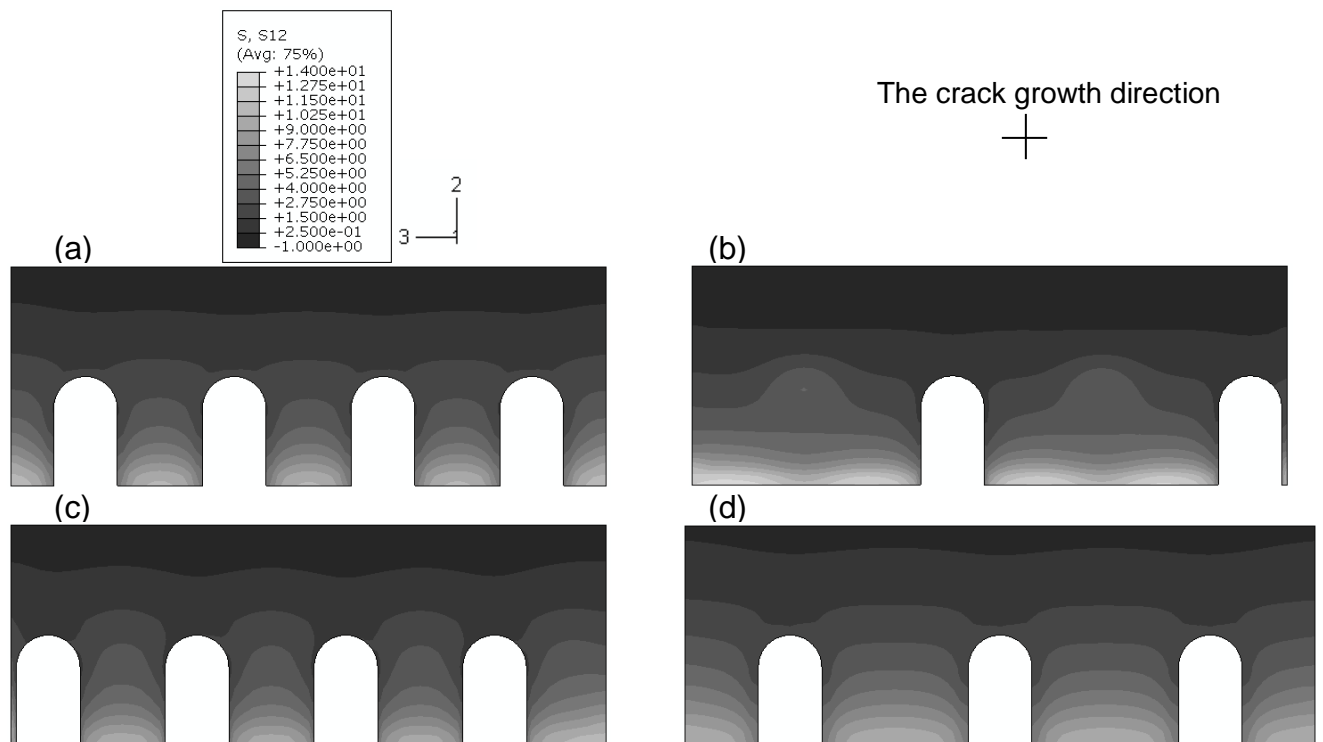 S, S12
(Avg: 75%)
+1.400e+01
+1.275e+01
+1.150e+01
+1.025e+01
+9.000e+00
+7.750e+00
+6.500e+00
+5.250e+00
+4.000e+00
+2.750e+00
+1.500e+00
+2.500e-01
-1.000e+00
The crack growth direction
2
3
1
(a)
(b)
(c)
(d)